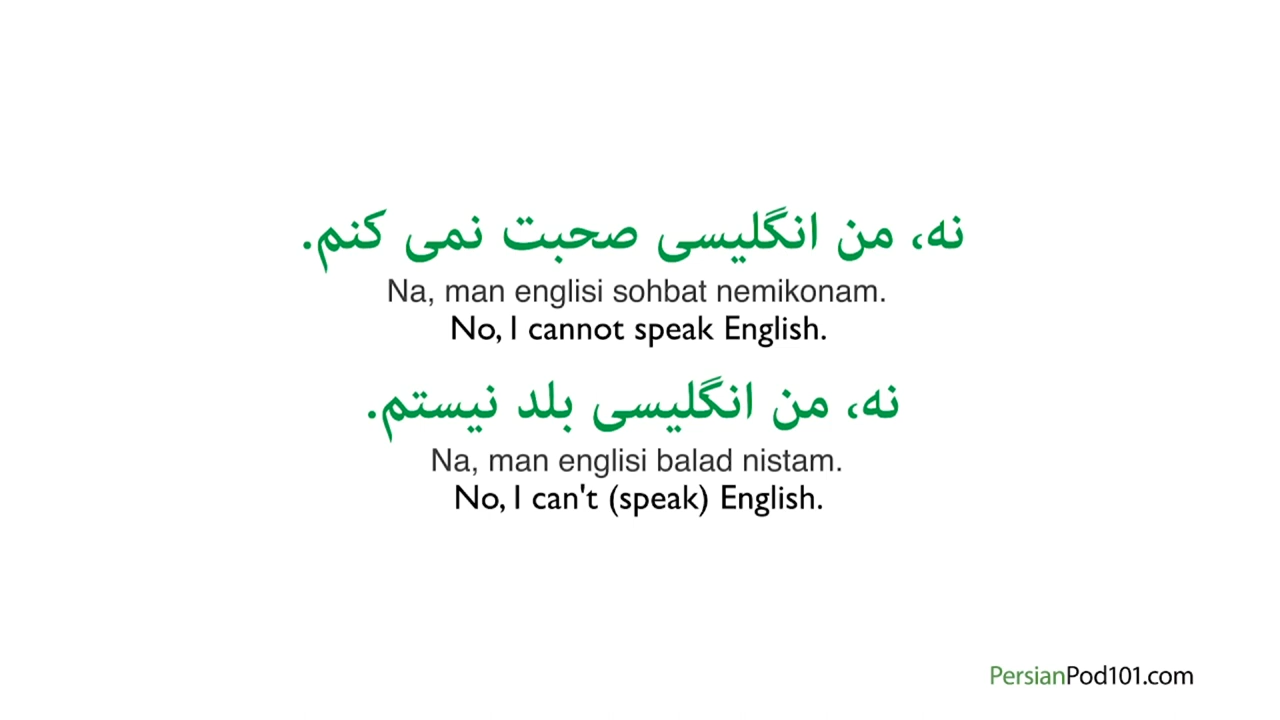 نه، من انگلیسی صحبت نمی کنم.
Na, man englisi sohbat nemikonam.
No, I cannot speak English.
نه، من انگلیسی بلد نیستم.
Na, man englisi balad nistam.
No, I can't (speak) English.
PersianPod101.com